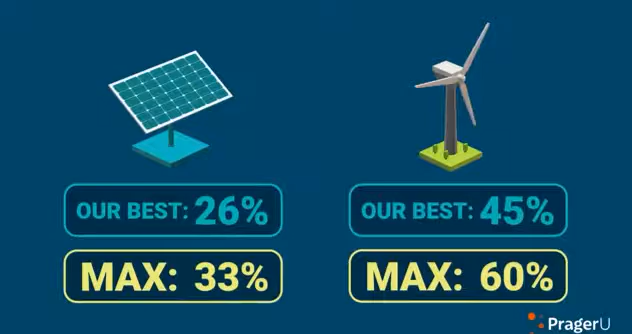 OUR BEST: 26%
OUR BEST: 45%
MAX: 33%
MAX: 60%
PragerU